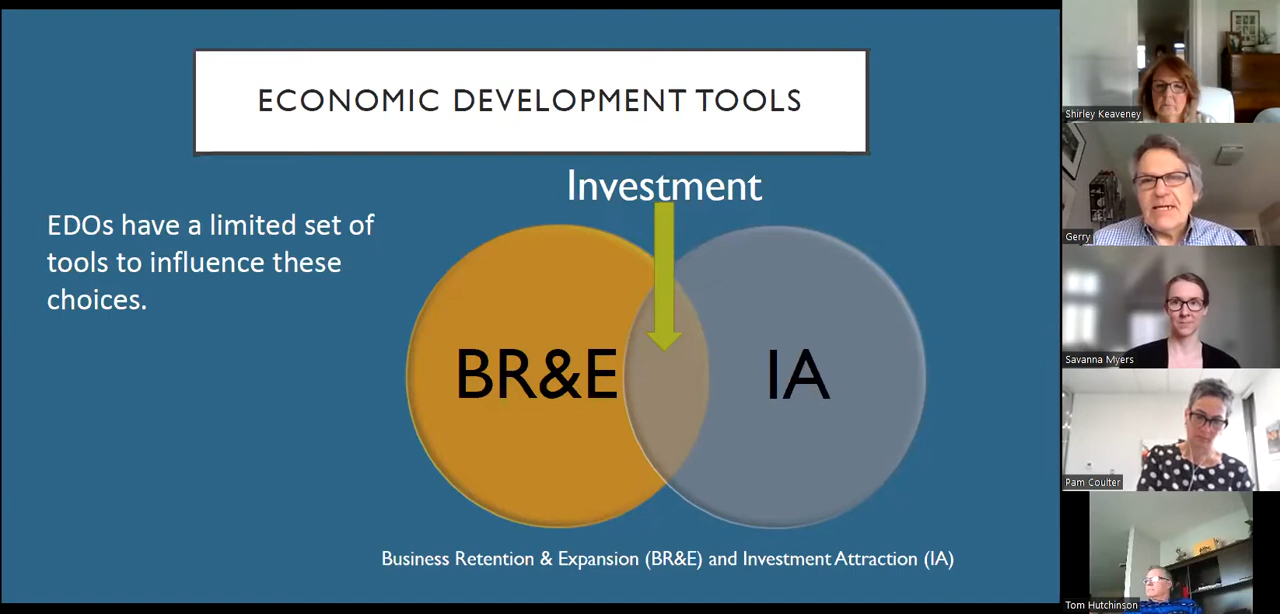 ECONOMIC DEVELOPMENT TOOLS
Investment
EDOs have a limited set of
tools to influence these
choices.
BR&E
IA
Business Retention & Expansion (BR&E) and Investment Attraction (IA)
Shirley Keaveney
Gerry
Savanna Myers
Pam Coulter
Tom Hutchinson